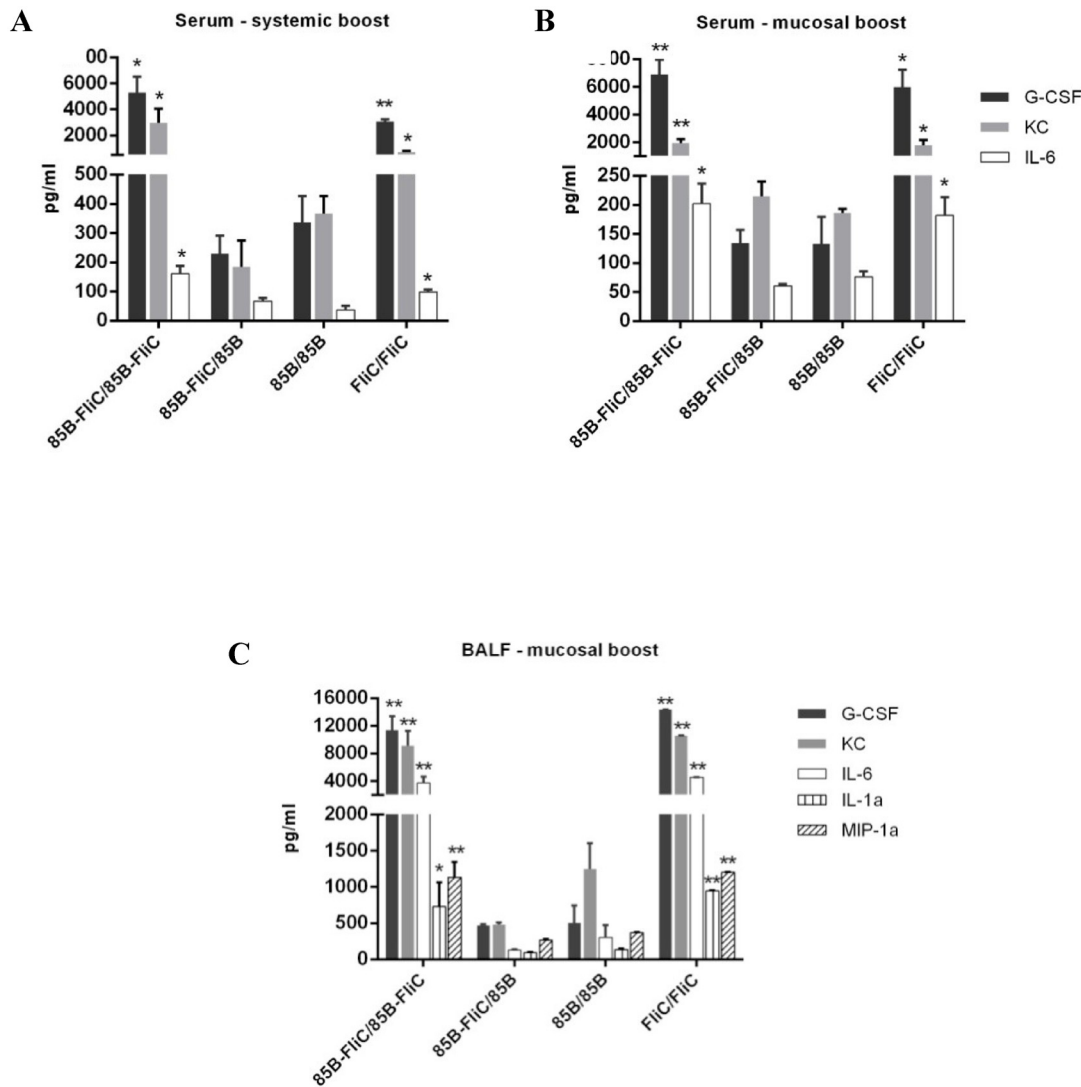 A
Serum - systemic boost
00
6000
4000
2000
500
400
300
200
100
0
pg/ml
* * * ** * *
85B-FliC/85B-FliC
85B-FliC/85B
85B/85B
FliC/FliC
B
Serum - mucosal boost
00
6000
4000
2000
250
200
150
100
50
0
pg/ml
** ** * * * *
85B-FliC/85B-FliC
85B-FliC/85B
85B/85B
FliC/FliC
G-CSF
KC
IL-6
C
BALF - mucosal boost
16000
12000
8000
4000
2000
1500
1000
500
0
pg/ml
** ** ** * ** ** ** ** ** **
85B-FliC/85B-FliC
85B-FliC/85B
85B/85B
FliC/FliC
G-CSF
KC
IL-6
IL-1a
MIP-1a